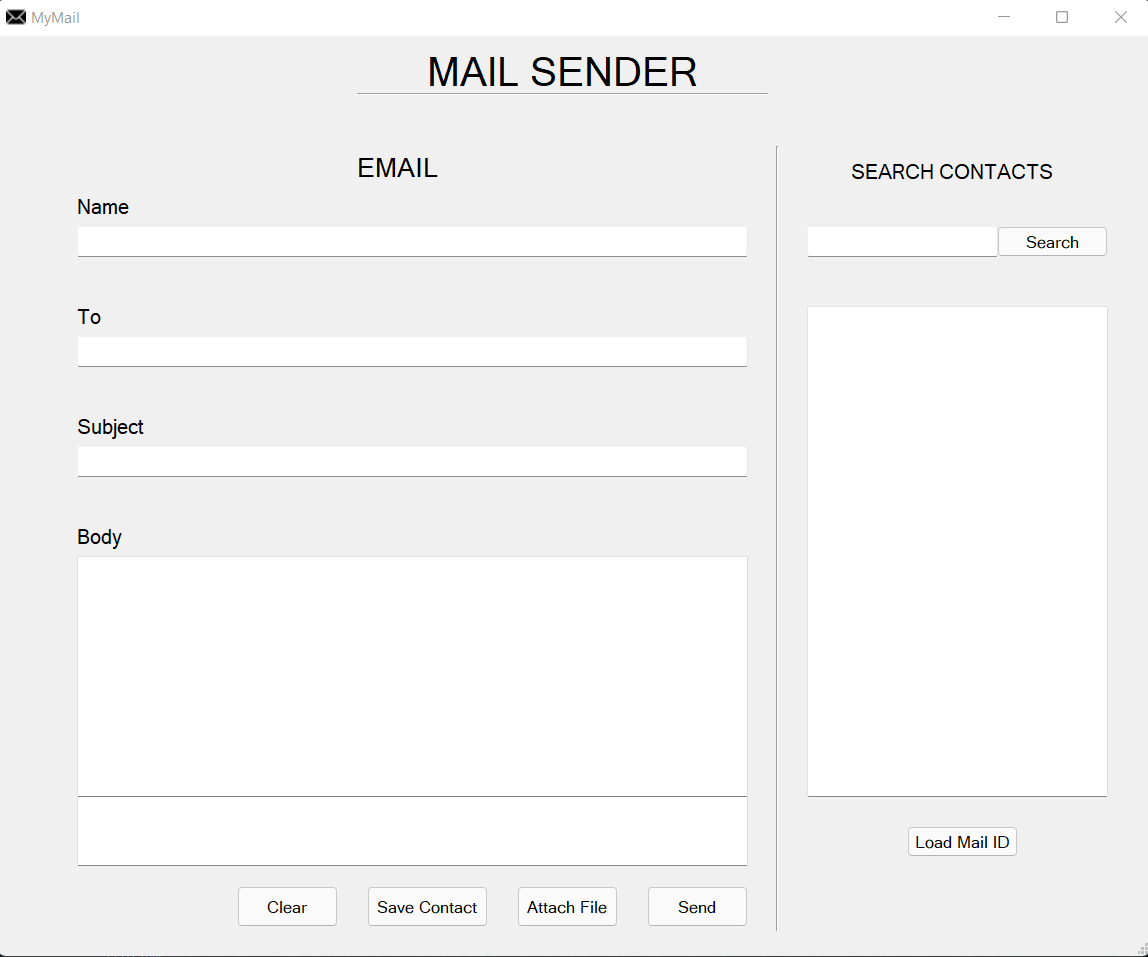 MyMail
MAIL SENDER
EMAIL
Name
To
Subject
Body
Clear
Save Contact
Attach File
Send
SEARCH CONTACTS
Search
Load Mail ID